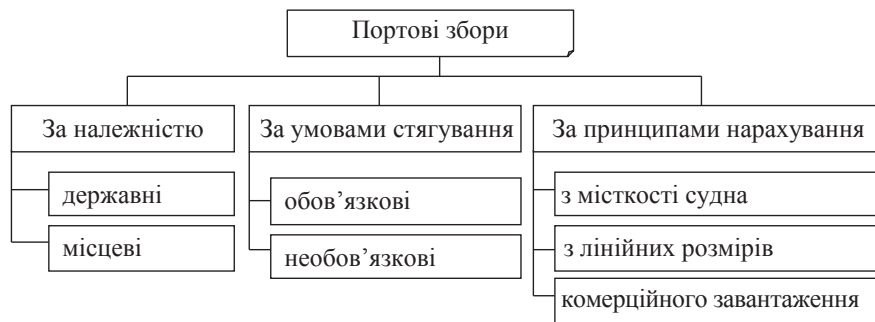 Портові збори
За належністю
державні
місцеві
За умовами стягування
обов’язкові
необов’язкові
За принципами нарахування
з місткості судна
з лінійних розмірів
комерційного завантаження